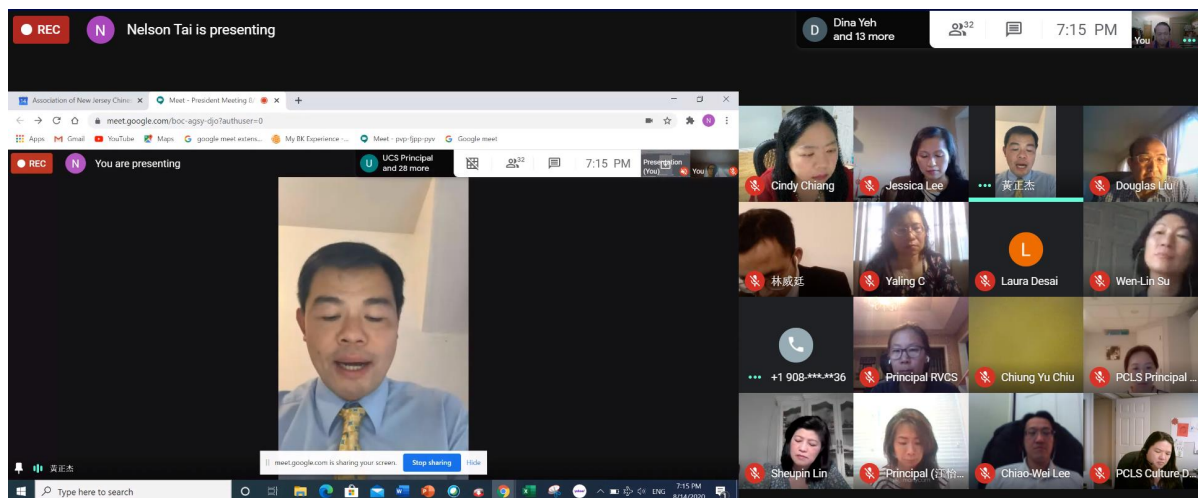 REC
N
Nelson Tai is presenting
D
Dina Yeh
and 13 more
32
7:15 PM
You
Association of New Jersey Chine
Meet - President Meeting (U
meet.google.com/boc-agsy-djo?authuser=0
N
Apps
Gmail
YouTube
Maps
google meet extens...
My BK Experience -...
Meet - pvp-fjpp-pyv
Google meet
REC
N
You are presenting
U
UCS Principal
and 28 more
32
7:15 PM
Presentation
(You)
You
黃正杰
meet.google.com is sharing your screen.
Stop sharing
Hide
Type here to search
ENG
7:15 PM
8/14/2020
Cindy Chiang
Jessica Lee
黃正杰
Douglas Liu
林威廷
Yaling C
L
Laura Desai
Wen-Lin Su
+1 908-***-**36
Principal RVCS
Chiung Yu Chiu
PCLS Principal ...
Sheupin Lin
Principal (汪怡...
Chiao-Wei Lee
PCLS Culture D...